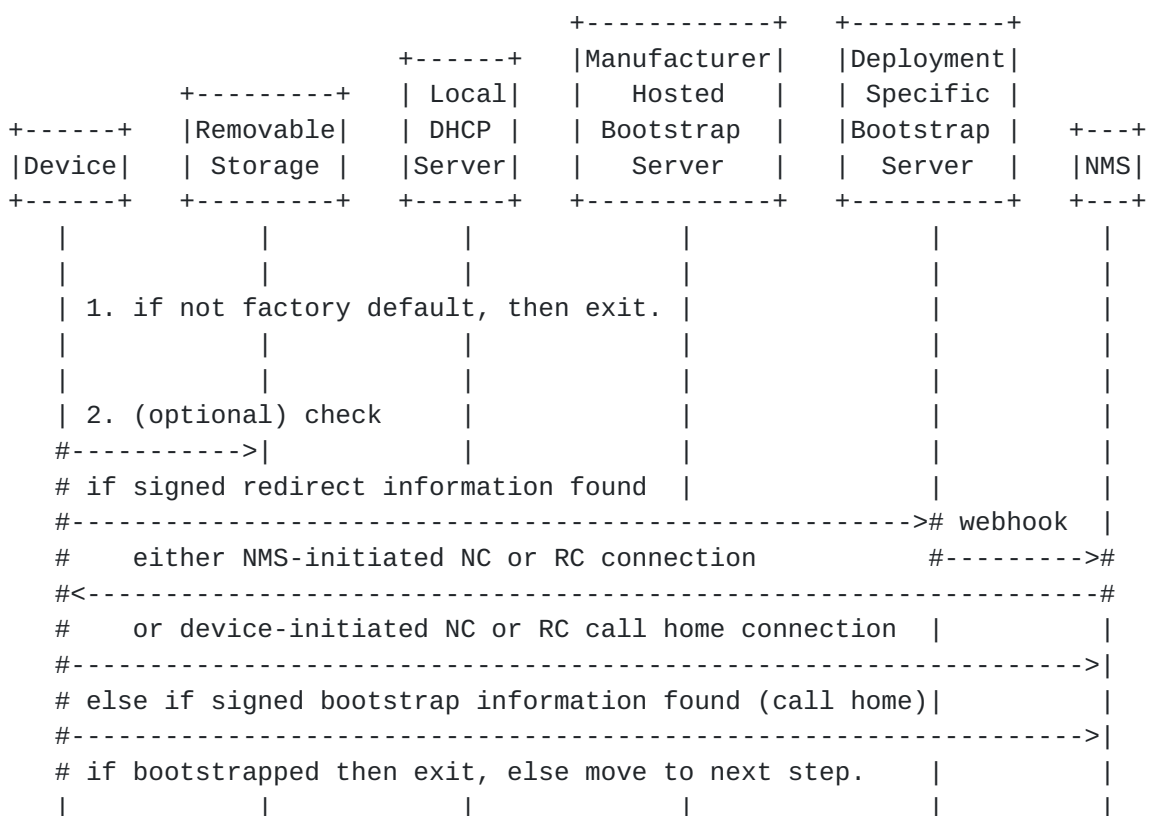 +------------+   +----------+
                         +------+   |Manufacturer|   |Deployment|
           +---------+   | Local|   |   Hosted   |   | Specific |
+------+   |Removable|   | DHCP |   | Bootstrap  |   |Bootstrap |   +---+
|Device|   | Storage |   |Server|   |   Server   |   |  Server  |   |NMS|
+------+   +---------+   +------+   +------------+   +----------+   +---+
   |            |            |             |               |          |
   |            |            |             |               |          |
   | 1. if not factory default, then exit. |               |          |
   |            |            |             |               |          |
   |            |            |             |               |          |
   | 2. (optional) check     |             |               |          |
   #----------->|            |             |               |          |
   # if signed redirect information found  |               |          |
   #------------------------------------------------------># webhook  |
   #    either NMS-initiated NC or RC connection           #--------->#
   #<-----------------------------------------------------------------#
   #    or device-initiated NC or RC call home connection  |          |
   #----------------------------------------------------------------->|
   # else if signed bootstrap information found (call home)|          |
   #----------------------------------------------------------------->|
   # if bootstrapped then exit, else move to next step.    |          |
   |            |            |             |               |          |